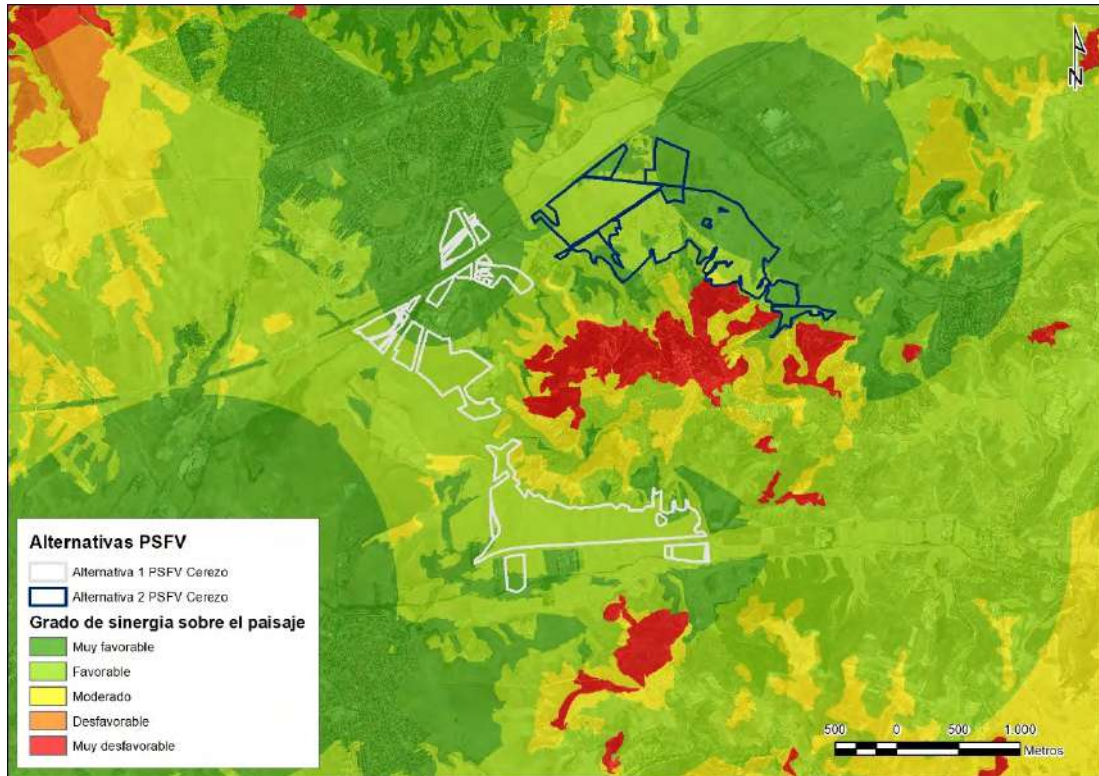 N
Alternativas PSFV
Alternativa 1 PSFV Cerezo
Alternativa 2 PSFV Cerezo
Grado de sinergia sobre el paisaje
Muy favorable
Favorable
Moderado
Desfavorable
Muy desfavorable
500 0 500 1.000
Metros